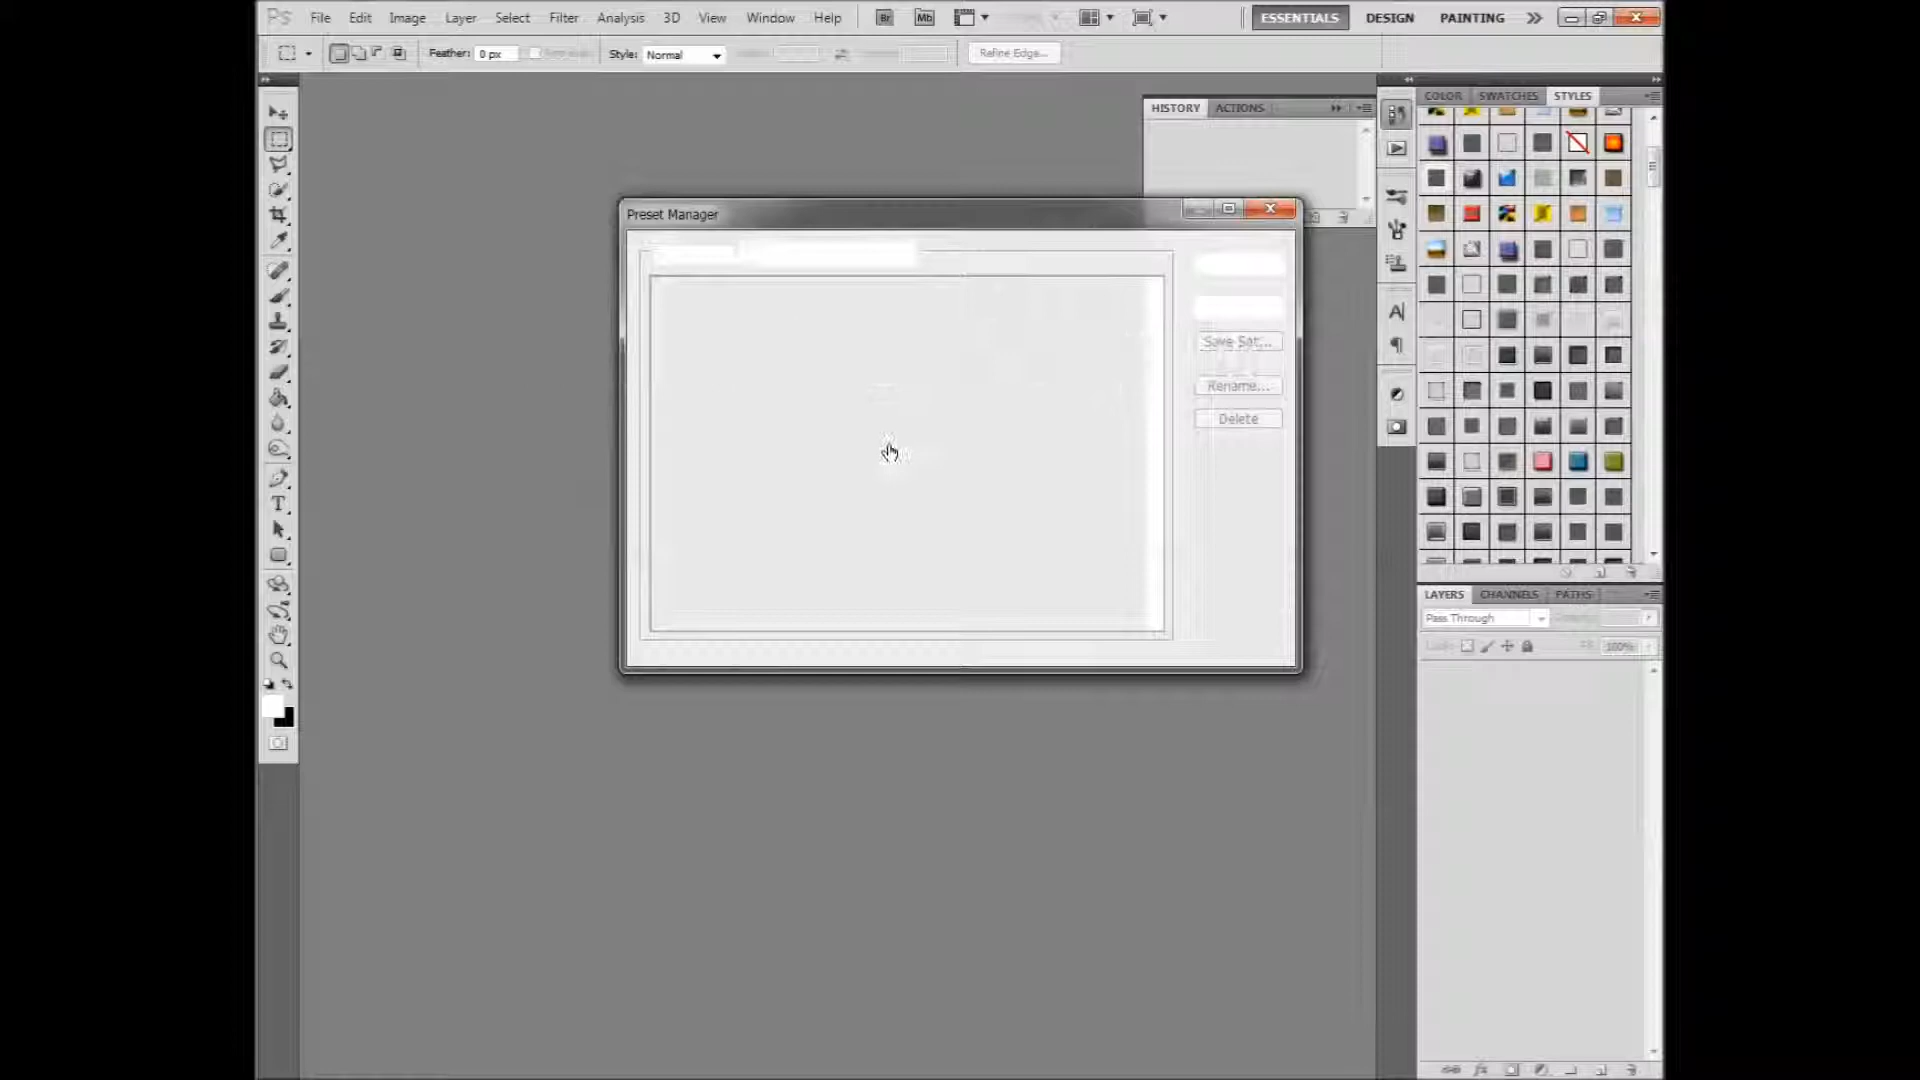 Ps File Edit Image Layer Select Filter Analysis 3D View Window Help Br Mb ESSENTIALS DESIGN PAINTING
Feather: 0 px Style: Normal Refine Edge...
HISTORY ACTIONS
COLOR SWATCHES STYLES
Preset Manager
Save Set...
Rename...
Delete
A
T
LAYERS CHANNELS PATHS
Pass Through
100%
fx